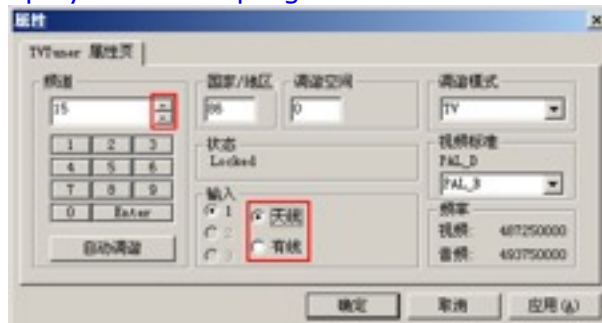 属性
TVTuner 属性页
频道
国家/地区
调谐空间
调谐模式
15
86
0
TV
1 2 3
4 5 6
7 8 9
0 Enter
自动调谐
状态
Locked
视频标准
PAL_D
PAL_D
输入
1
2
3
天线
有线
频率
视频: 487250000
音频: 493750000
确定
取消
应用(A)